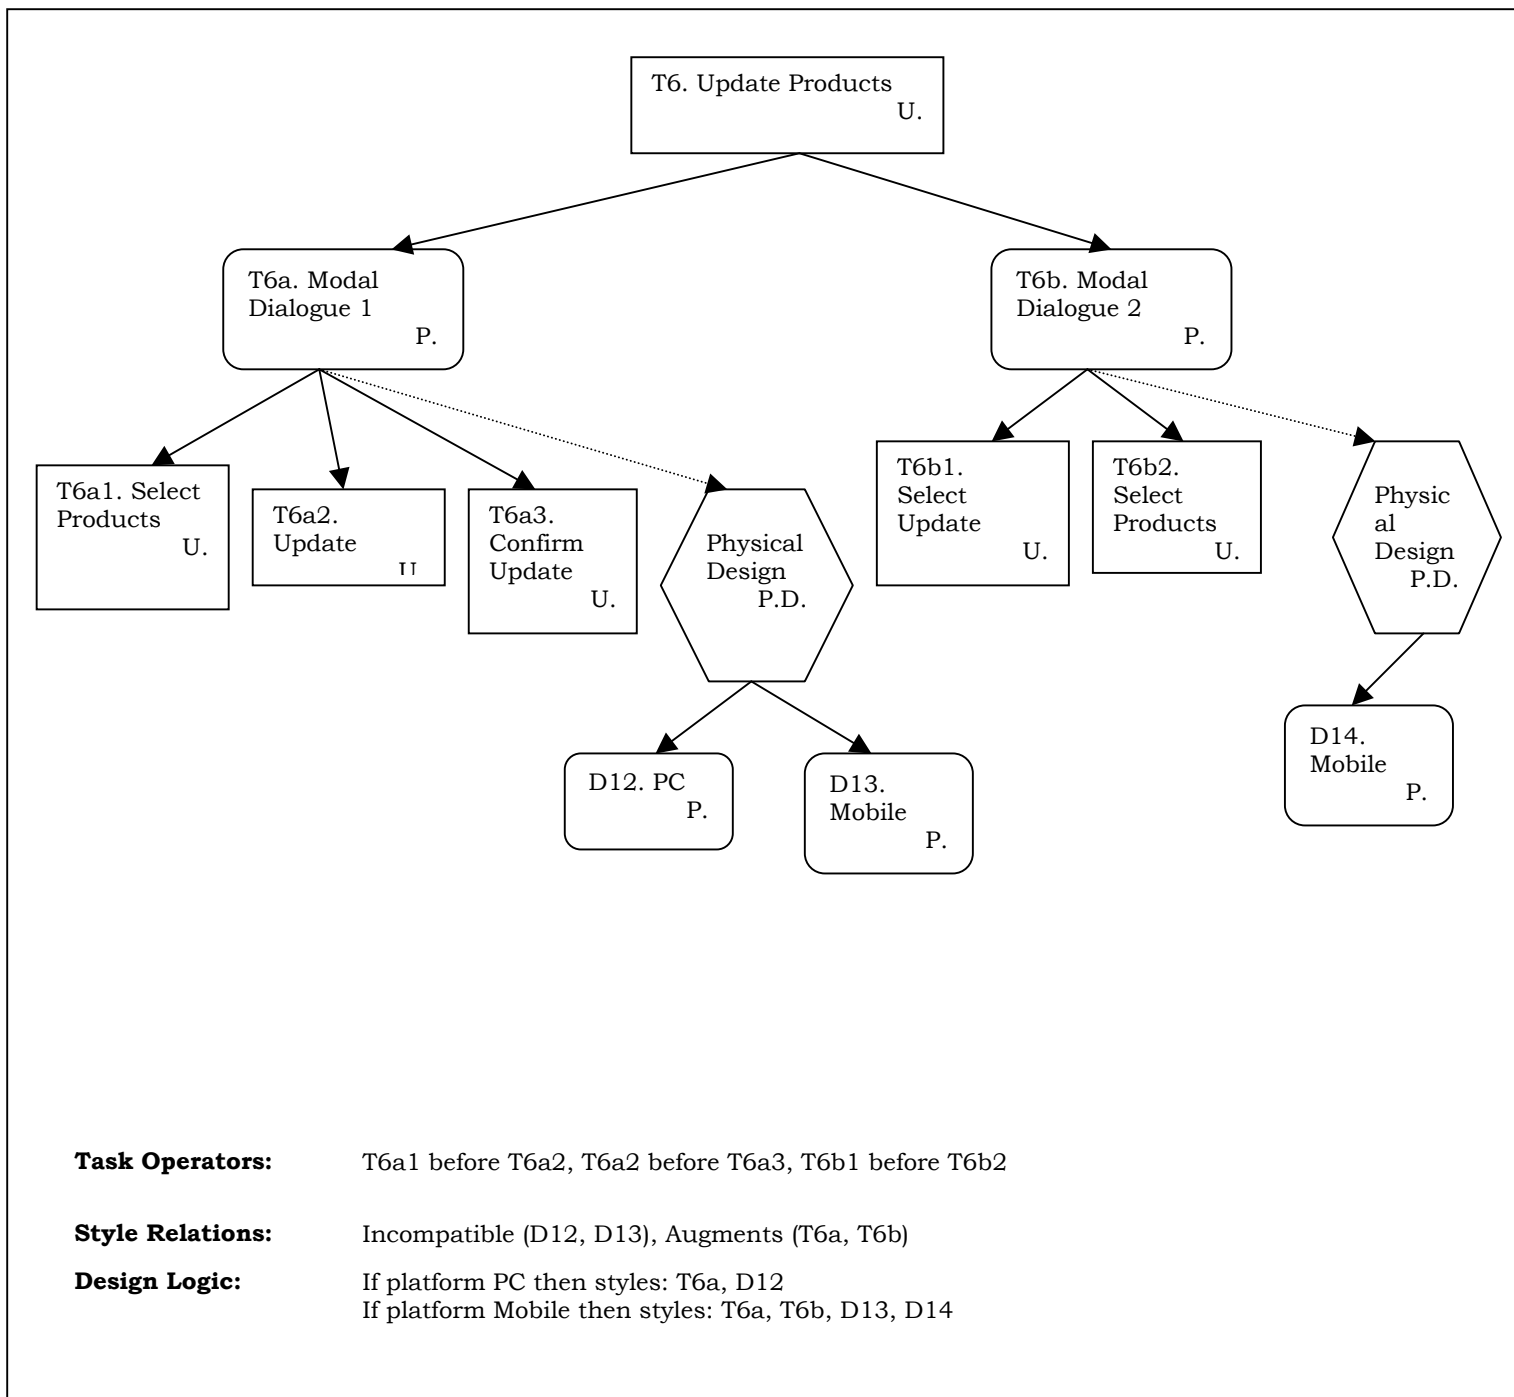 T6. Update Products
U.
T6a. Modal
Dialogue 1
P.
T6b. Modal
Dialogue 2
P.
T6a1. Select
Products
U.
T6a2.
Update
T6a3.
Confirm
Update
U.
Physical
Design
P.D.
T6b1.
Select
Update
U.
T6b2.
Select
Products
U.
Physic
al
Design
P.D.
D12. PC
P.
D13.
Mobile
P.
D14.
Mobile
P.
Task Operators: T6a1 before T6a2, T6a2 before T6a3, T6b1 before T6b2
Style Relations: Incompatible (D12, D13), Augments (T6a, T6b)
Design Logic: If platform PC then styles: T6a, D12
If platform Mobile then styles: T6a, T6b, D13, D14